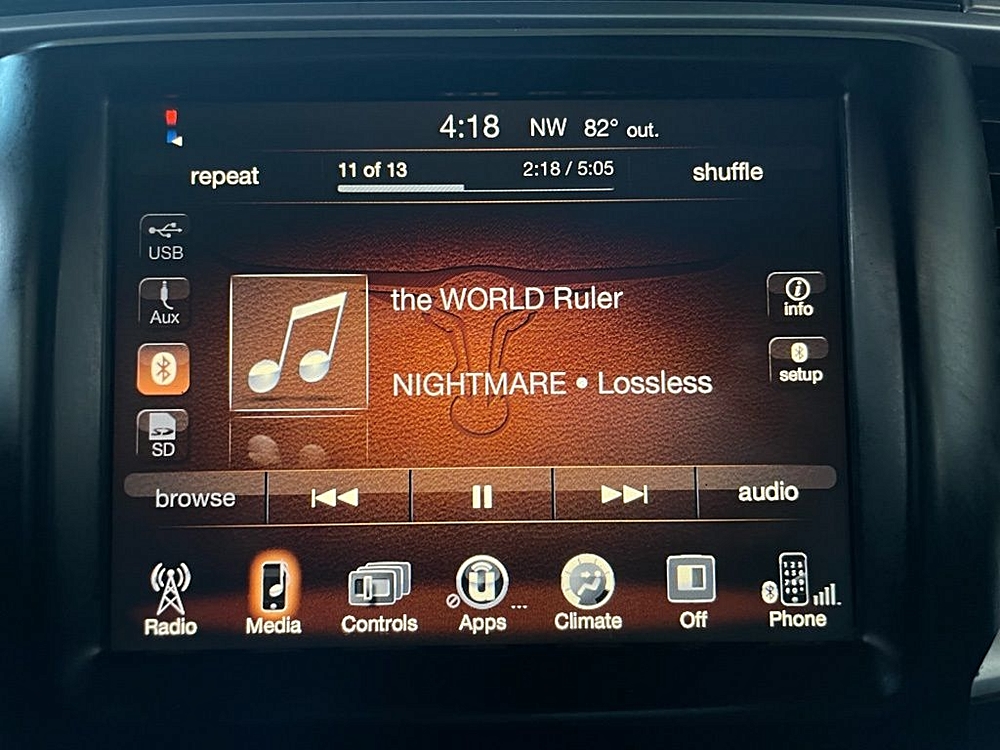 4:18 NW 82° out.
repeat 11 of 13 2:18 / 5:05 shuffle
USB
Aux
SD
the WORLD Ruler
NIGHTMARE • Lossless
info
setup
browse audio
Radio Media Controls Apps Climate Off Phone